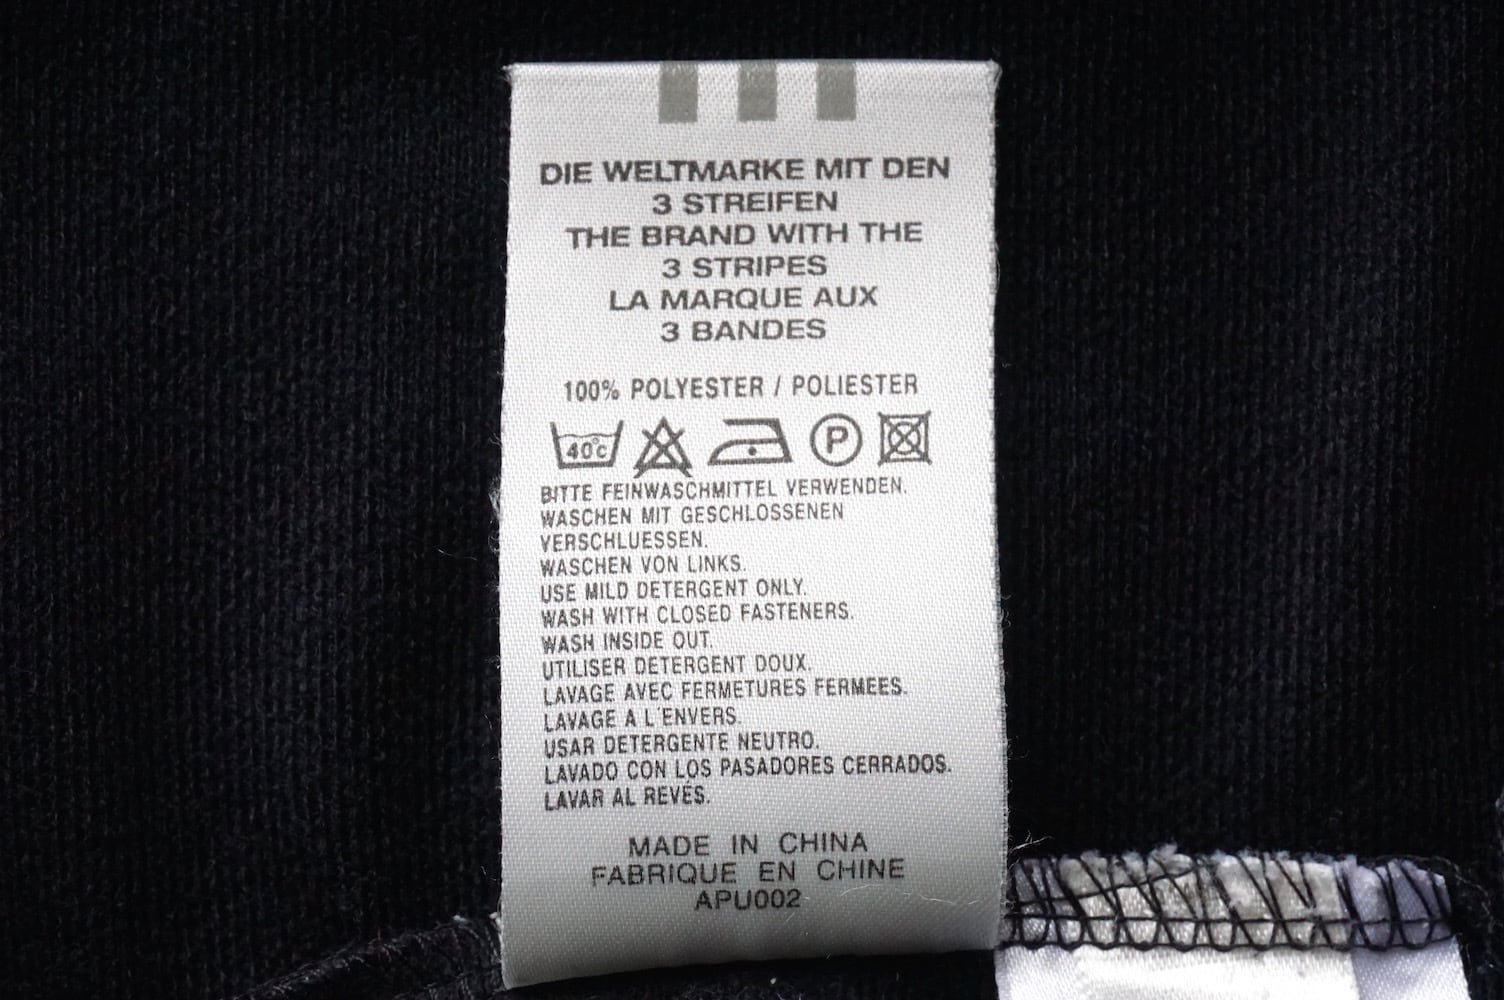 DIE WELTMARKE MIT DEN
3 STREIFEN
THE BRAND WITH THE
3 STRIPES
LA MARQUE AUX
3 BANDES
100% POLYESTER / POLIESTER
40°C P
BITTE FEINWASCHMITTEL VERWENDEN.
WASCHEN MIT GESCHLOSSENEN
VERSCHLUESSEN.
WASCHEN VON LINKS.
USE MILD DETERGENT ONLY.
WASH WITH CLOSED FASTENERS.
WASH INSIDE OUT.
UTILISER DETERGENT DOUX.
LAVAGE AVEC FERMETURES FERMEES.
LAVAGE A L'ENVERS.
USAR DETERGENTE NEUTRO.
LAVADO CON LOS PASADORES CERRADOS.
LAVAR AL REVÉS.
MADE IN CHINA
FABRIQUE EN CHINE
APU002